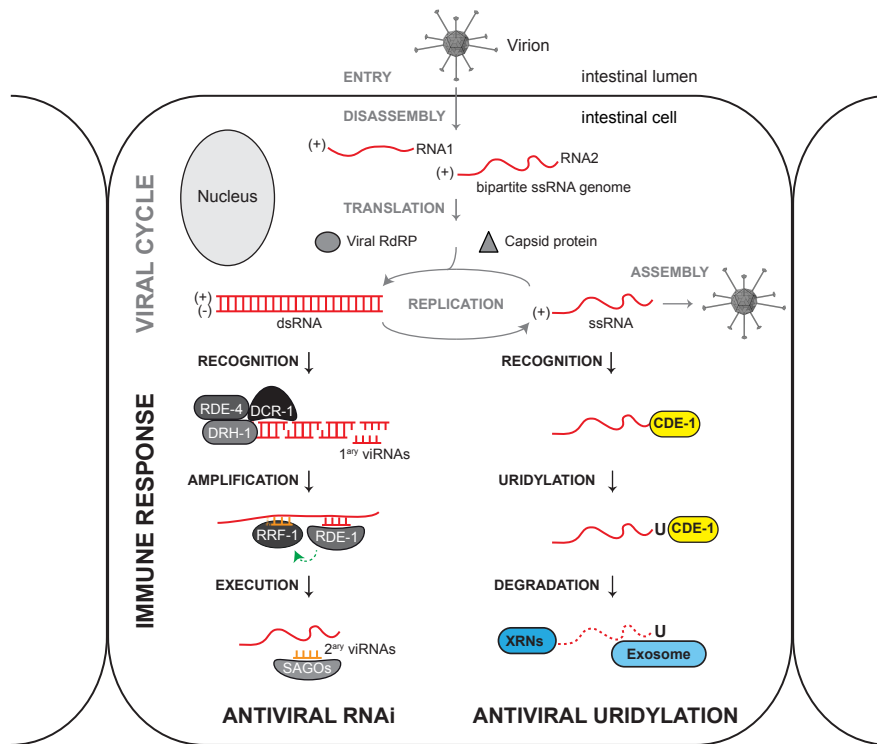 Virion
ENTRY
intestinal lumen
DISASSEMBLY
intestinal cell
(+)
RNA1
RNA2
(+)
bipartite ssRNA genome
Nucleus
TRANSLATION
Viral RdRP
Capsid protein
VIRAL CYCLE
ASSEMBLY
(+)
(-)
REPLICATION
(+)
dsRNA
ssRNA
RECOGNITION
RECOGNITION
IMMUNE RESPONSE
RDE-4
DCR-1
DRH-1
CDE-1
1ary viRNAs
AMPLIFICATION
URIDYLATION
RRF-1
RDE-1
U
CDE-1
EXECUTION
DEGRADATION
2ary viRNAs
SAGOs
XRNs
U
Exosome
ANTIVIRAL RNAi
ANTIVIRAL URIDYLATION